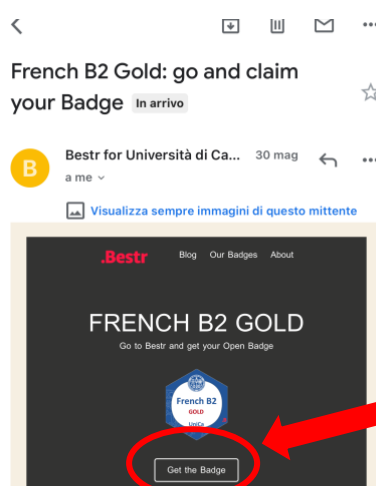 French B2 Gold: go and claim
your Badge In arrivo
B
Bestr for Università di Ca... 30 mag
a me
Visualizza sempre immagini di questo mittente
.Bestr Blog Our Badges About
FRENCH B2 GOLD
Go to Bestr and get your Open Badge
French B2
GOLD
UniCa
Get the Badge